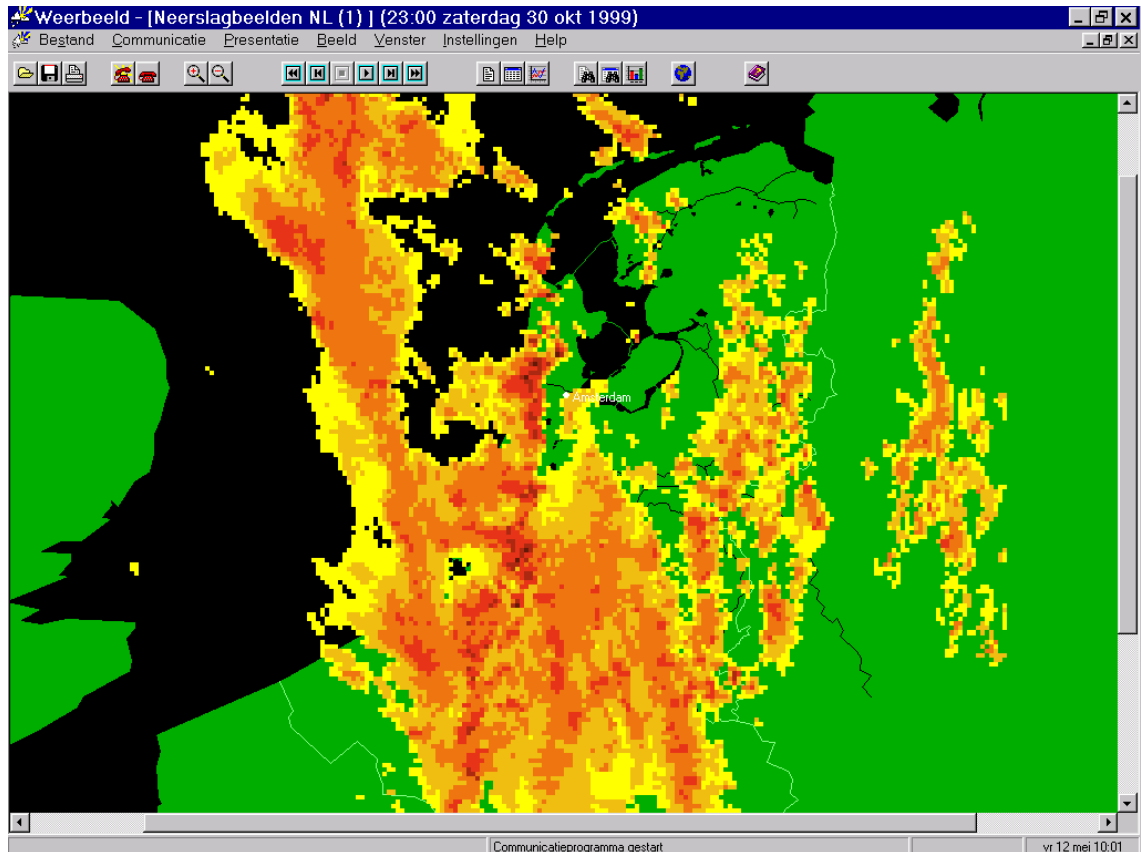 Weerbeeld - [Neerslagbeelden NL (1) ] (23:00 zaterdag 30 okt 1999)
Bestand Communicatie Presentatie Beeld Venster Instellingen Help
Amsterdam
Communicatieprogramma gestart vr 12 mei 10:01